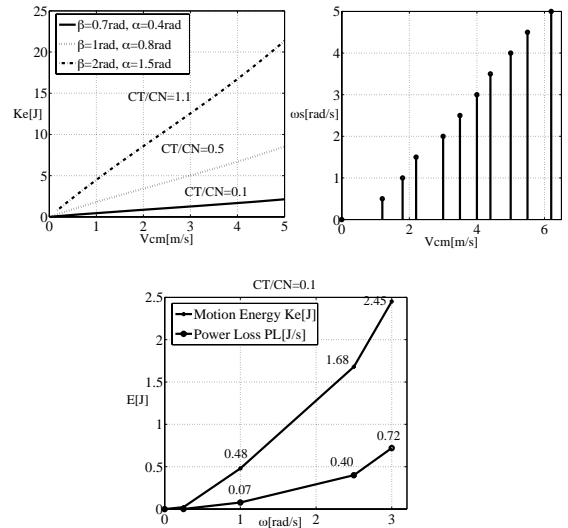 25
20
15
10
5
0
Ke[J]
β=0.7rad, α=0.4rad
β=1rad, α=0.8rad
β=2rad, α=1.5rad
CT/CN=1.1
CT/CN=0.5
CT/CN=0.1
0 1 2 3 4 5
Vcm[m/s]
5
4
3
2
1
0
ωs[rad/s]
0 2 4 6
Vcm[m/s]
CT/CN=0.1
2.5
2
1.5
1
0.5
0
E[J]
Motion Energy Ke[J]
Power Loss PL[J/s]
2.45
1.68
0.48
0.72
0.40
0.07
0 1 2 3
ω[rad/s]